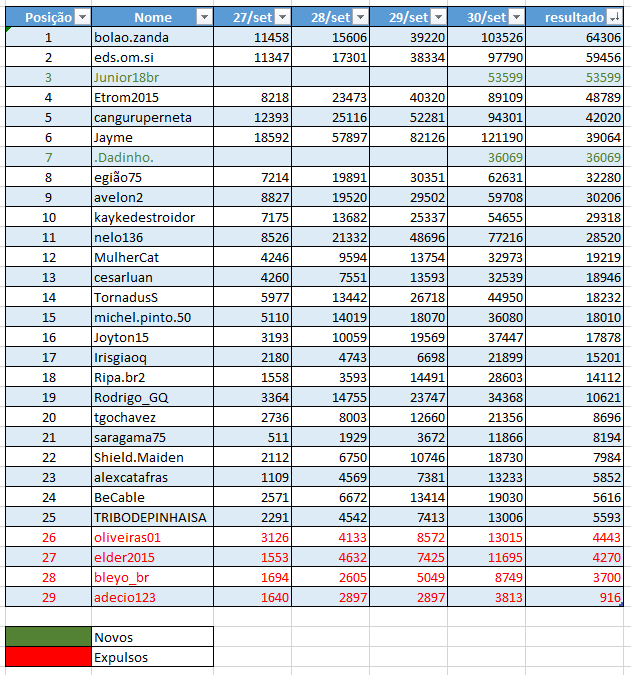 Posição Nome 27/set 28/set 29/set 30/set resultado
1 bolao.zanda 11458 15606 39220 103526 64306
2 eds.om.si 11347 17301 38334 97790 59456
3 Junior18br 53599 53599
4 Etrom2015 8218 23473 40320 89109 48789
5 canguruperneta 12393 25116 52281 94301 42020
6 Jayme 18592 57897 82126 121190 39064
7 .Dadinho. 36069 36069
8 egião75 7214 19891 30351 62631 32280
9 avelon2 8827 19520 29502 59708 30206
10 kaykedestroidor 7175 13682 25337 54655 29318
11 nelo136 8526 21332 48696 77216 28520
12 MulherCat 4246 9594 13754 32973 19219
13 cesarluan 4260 7551 13593 32539 18946
14 TornadusS 5977 13442 26718 44950 18232
15 michel.pinto.50 5110 14019 18070 36080 18010
16 Joyton15 3193 10059 19569 37447 17878
17 Irisgiaoq 2180 4743 6698 21899 15201
18 Ripa.br2 1558 3593 14491 28603 14112
19 Rodrigo_GQ 3364 14755 23747 34368 10621
20 tgochavez 2736 8003 12660 21356 8696
21 saragama75 511 1929 3672 11866 8194
22 Shield.Maiden 2112 6750 10746 18730 7984
23 alexcatafras 1109 4569 7381 13233 5852
24 BeCable 2571 6672 13414 19030 5616
25 TRIBODEPINHAISA 2291 4542 7413 13006 5593
26 oliveiras01 3126 4133 8572 13015 4443
27 elder2015 1553 4632 7425 11695 4270
28 bleyo_br 1694 2605 5049 8749 3700
29 adecio123 1640 2897 2897 3813 916
Novos
Expulsos